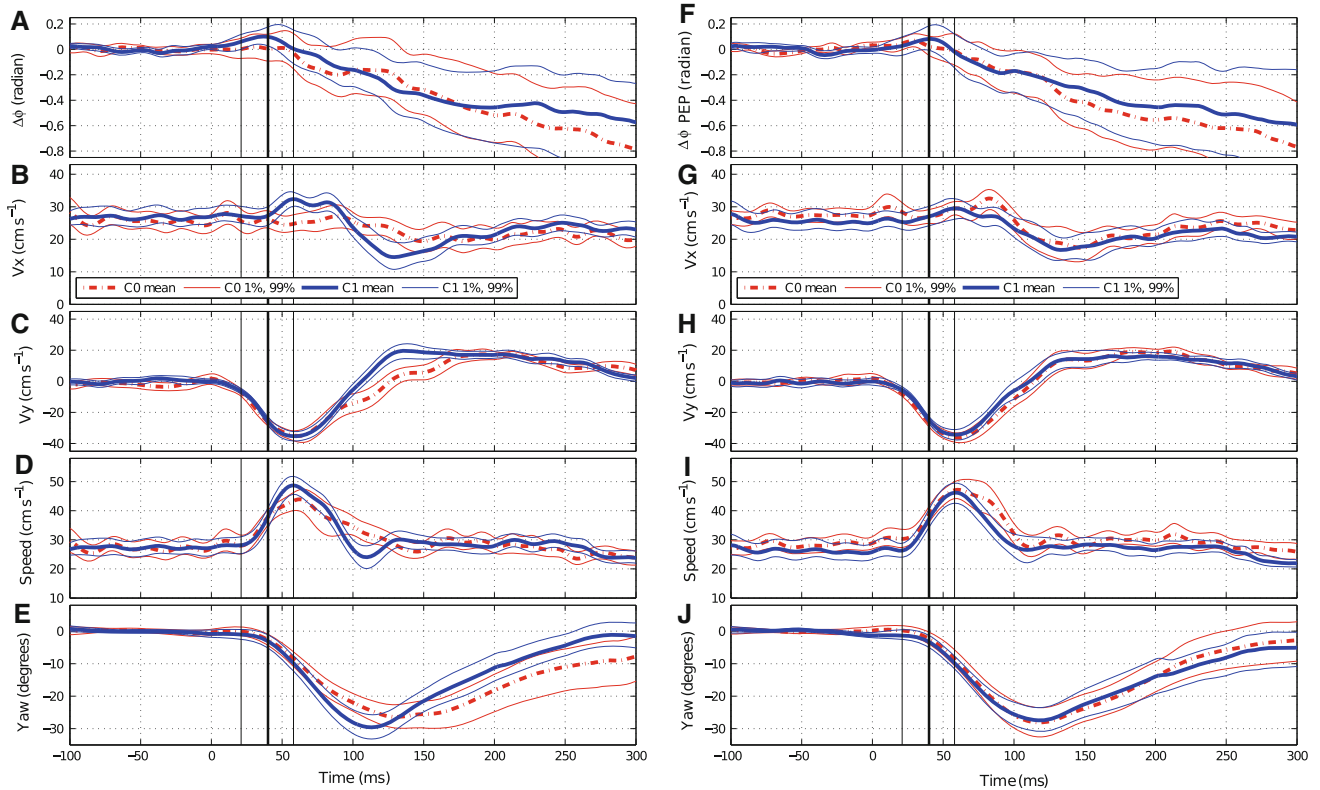 A
0.2
0
−0.2
−0.4
−0.6
−0.8
Δϕ (radian)
B
40
30
20
10
0
Vx (cm s⁻¹)
C0 mean C0 1%, 99% C1 mean C1 1%, 99%
C
40
20
0
−20
−40
Vy (cm s⁻¹)
D
50
40
30
20
10
Speed (cm s⁻¹)
E
0
−10
−20
−30
Yaw (degrees)
−100 −50 0 50 100 150 200 250 300
Time (ms)
F
0.2
0
−0.2
−0.4
−0.6
−0.8
Δϕ PEP (radian)
G
40
30
20
10
0
Vx (cm s⁻¹)
C0 mean C0 1%, 99% C1 mean C1 1%, 99%
H
40
20
0
−20
−40
Vy (cm s⁻¹)
I
50
40
30
20
10
Speed (cm s⁻¹)
J
0
−10
−20
−30
Yaw (degrees)
−100 −50 0 50 100 150 200 250 300
Time (ms)